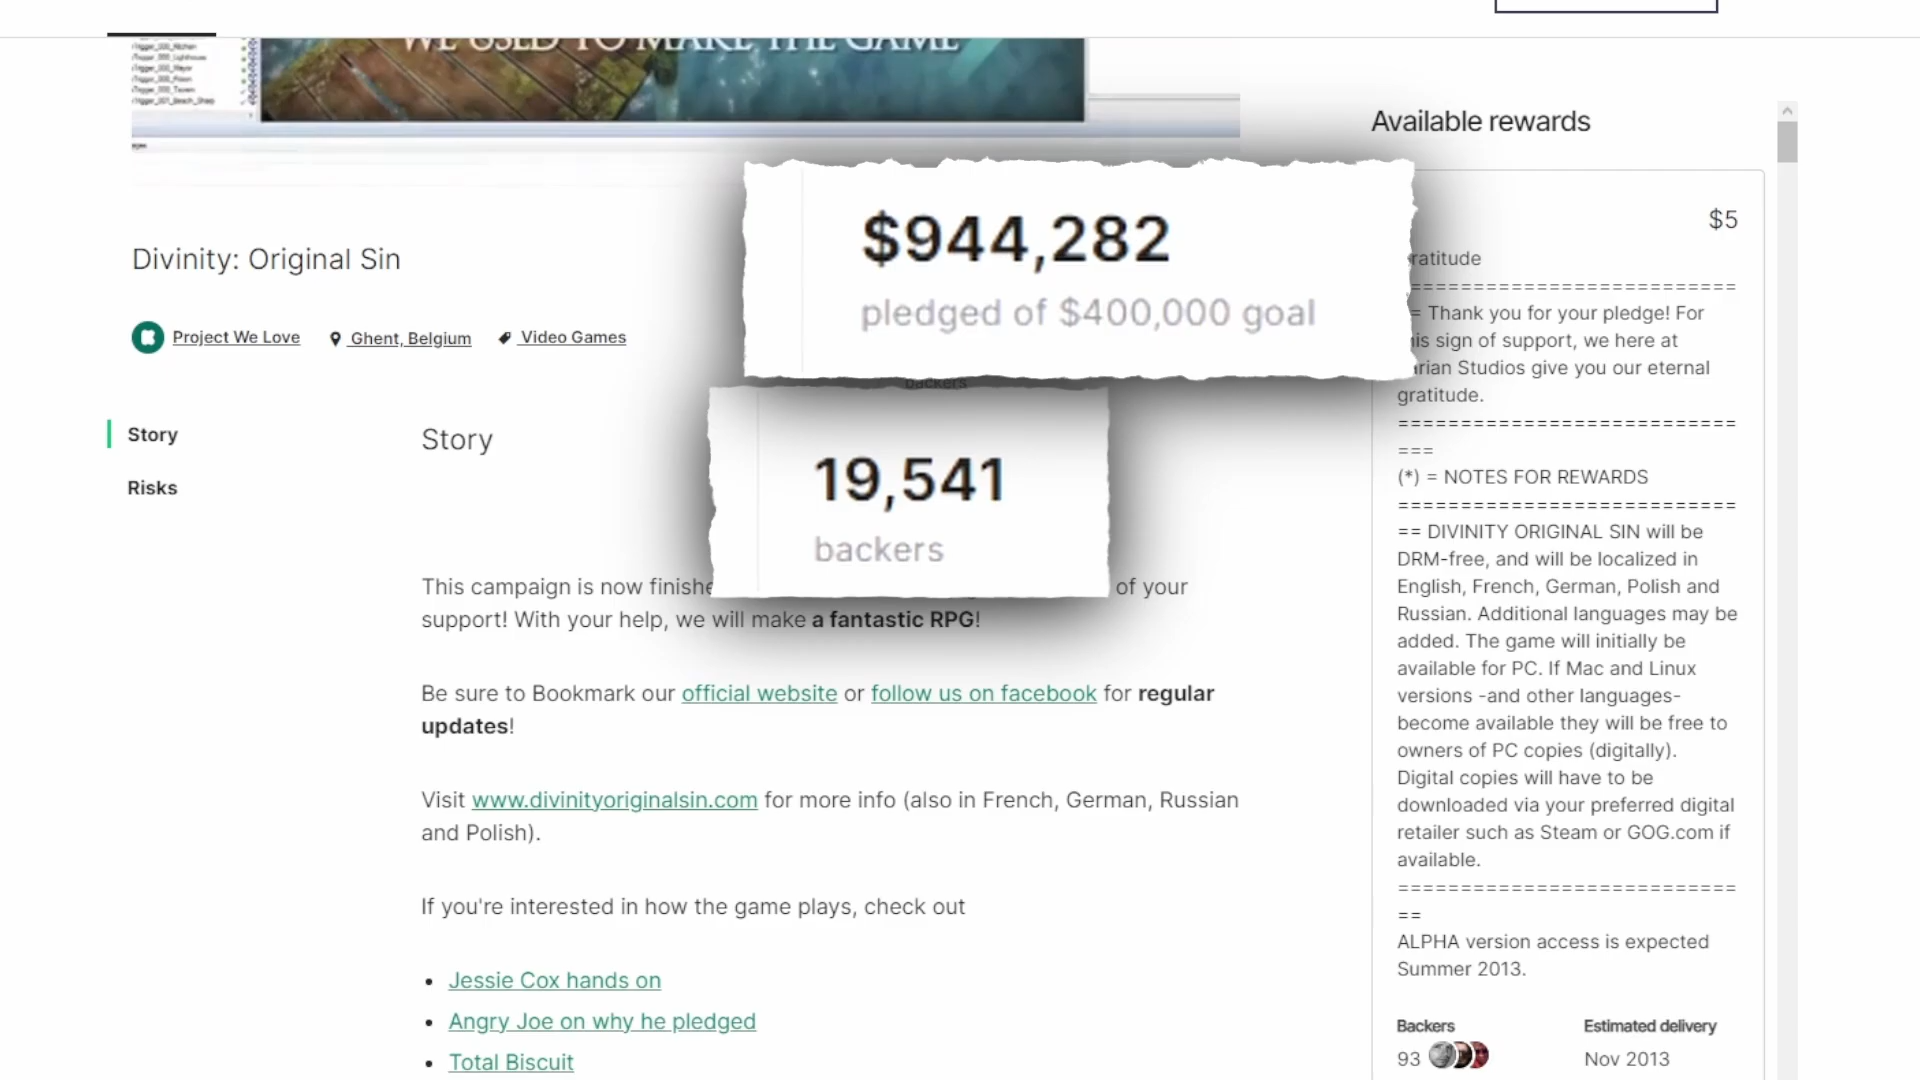 WE USED TO MAKE THE GAME
Available rewards
$944,282
pledged of $400,000 goal
19,541
backers
Divinity: Original Sin
Project We Love
Ghent, Belgium
Video Games
Story
Risks
Story
This campaign is now
of your
support! With your help, we will make a fantastic RPG!
Be sure to Bookmark our official website or follow us on facebook for regular
updates!
Visit www.divinityoriginalsin.com for more info (also in French, German, Russian
and Polish).
If you're interested in how the game plays, check out
• Jessie Cox hands on
• Angry Joe on why he pledged
• Total Biscuit
$5
===========================
Thank you for your pledge! For
sign of support, we here at
Studios give you our eternal
gratitude.
===========================
===
(*) = NOTES FOR REWARDS
===========================
== DIVINITY ORIGINAL SIN will be
DRM-free, and will be localized in
English, French, German, Polish and
Russian. Additional languages may be
added. The game will initially be
available for PC. If Mac and Linux
versions -and other languages-
become available they will be free to
owners of PC copies (digitally).
Digital copies will have to be
downloaded via your preferred digital
retailer such as Steam or GOG.com if
available.
===========================
==
ALPHA version access is expected
Summer 2013.
Backers
93
Estimated delivery
Nov 2013